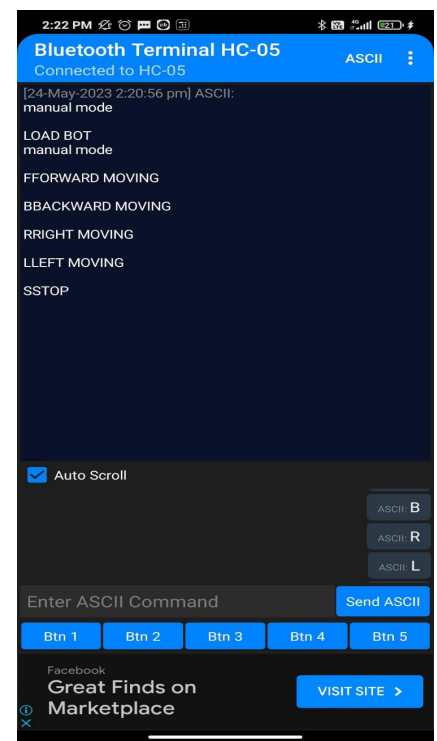 2:22 PM
21
Bluetooth Terminal HC-05
Connected to HC-05
ASCII
[24-May-2023 2:20:56 pm] ASCII:
manual mode
LOAD BOT
manual mode
FFORWARD MOVING
BBACKWARD MOVING
RRIGHT MOVING
LLEFT MOVING
SSTOP
Auto Scroll
ASCII: B
ASCII: R
ASCII: L
Enter ASCII Command
Send ASCII
Btn 1
Btn 2
Btn 3
Btn 4
Btn 5
Facebook
Great Finds on
Marketplace
VISIT SITE